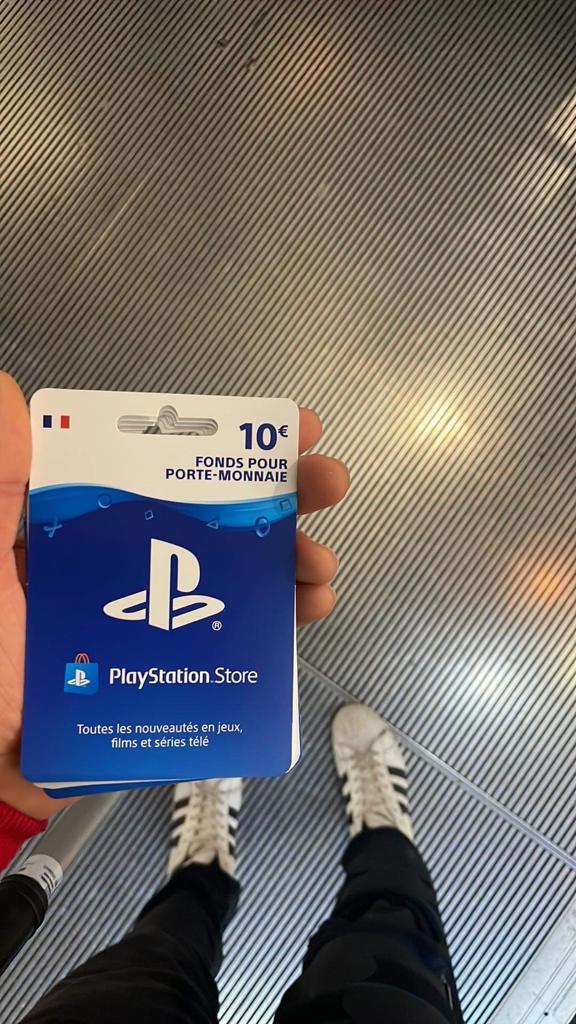 10€
FONDS POUR
PORTE-MONNAIE
®
PlayStation.Store
Toutes les nouveautés en jeux,
films et séries télé